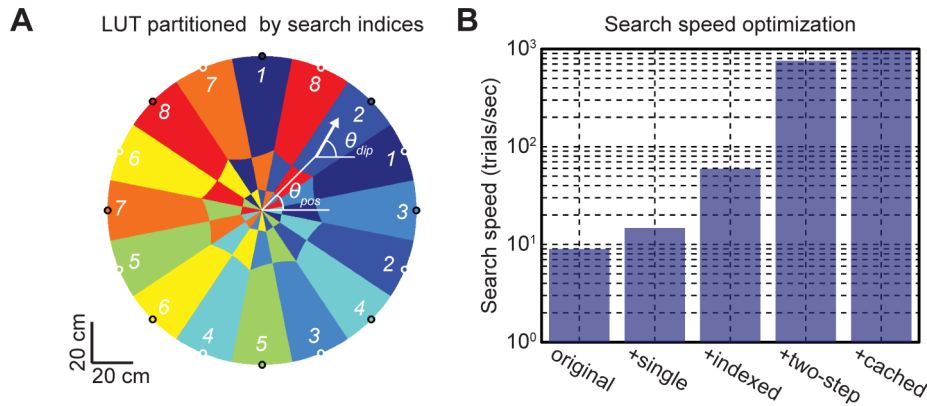 A
LUT partitioned by search indices
1
8
2
1
3
2
4
3
5
4
6
5
7
6
8
7
θdip
θpos
20 cm
20 cm
B
Search speed optimization
Search speed (trials/sec)
10³
10²
10¹
10⁰
original
+single
+indexed
+two-step
+cached